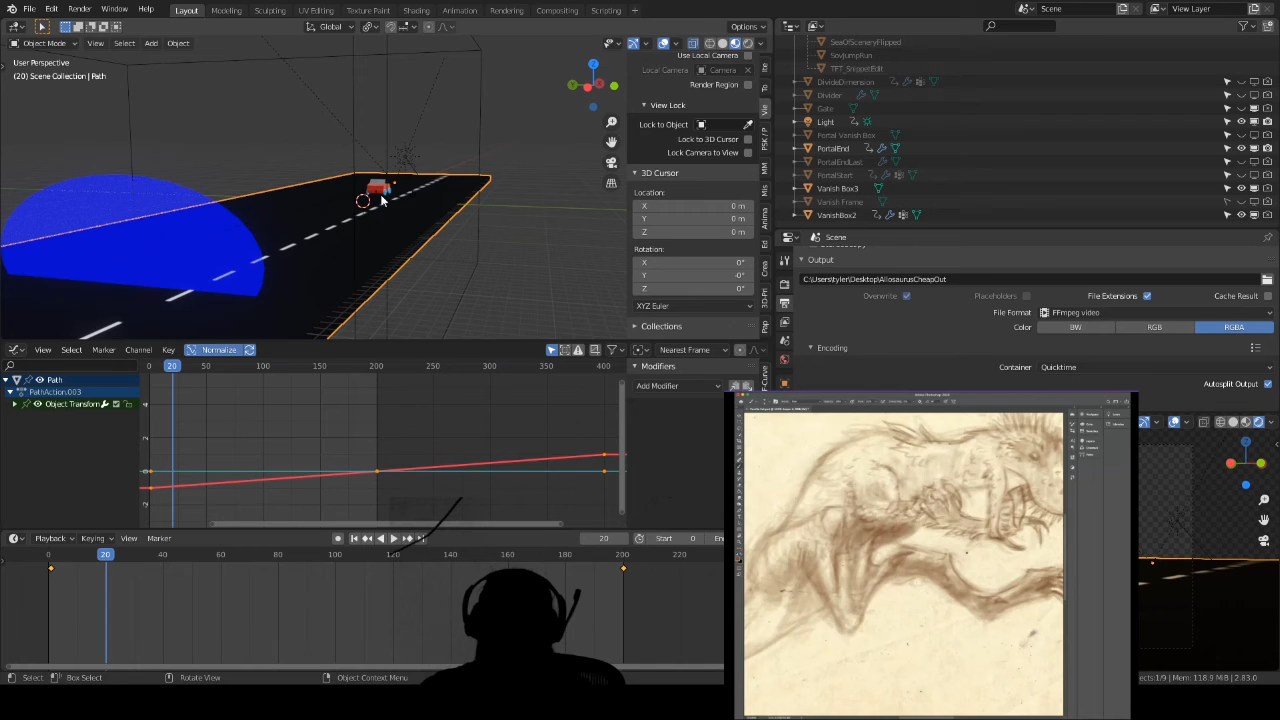 File Edit Render Window Help Layout Modeling Sculpting UV Editing Texture Paint Shading Animation Rendering Compositing Scripting + Scene View Layer
Global Options
Object Mode View Select Add Object
User Perspective
(20) Scene Collection | Path
Use Local Camera
Local Camera Camera
Render Region
View Lock
Lock to Object
Lock to 3D Cursor
Lock Camera to View
3D Cursor
Location:
X 0 m
Y 0 m
Z 0 m
Rotation:
X 0°
Y -0°
Z 0°
XYZ Euler
Collections
SeaOfSceneryFlipped
SovJumpRun
TFT_SnippetEdit
DivideDimension
Divider
Gate
Light
Portal Vanish Box
PortalEnd
PortalEndLast
PortalStart
Vanish Box3
Vanish Frame
VanishBox2
Scene
Output
C:\Users\tyler\Desktop\AllosaurusCheapOut
Overwrite Placeholders File Extensions Cache Result
File Format FFmpeg video
Color BW RGB RGBA
Encoding
Container Quicktime
Autosplit Output
View Select Marker Channel Key Normalize Nearest Frame
0 20 50 100 150 200 250 300 350 400
Path
PathAction.003
Object Transform
Modifiers
Add Modifier
Playback Keying View Marker 20 Start 0
0 20 40 60 80 100 120 140 160 180 200 220
Select Box Select Rotate View Object Context Menu
Mem: 118.9 MiB | 2.83.0